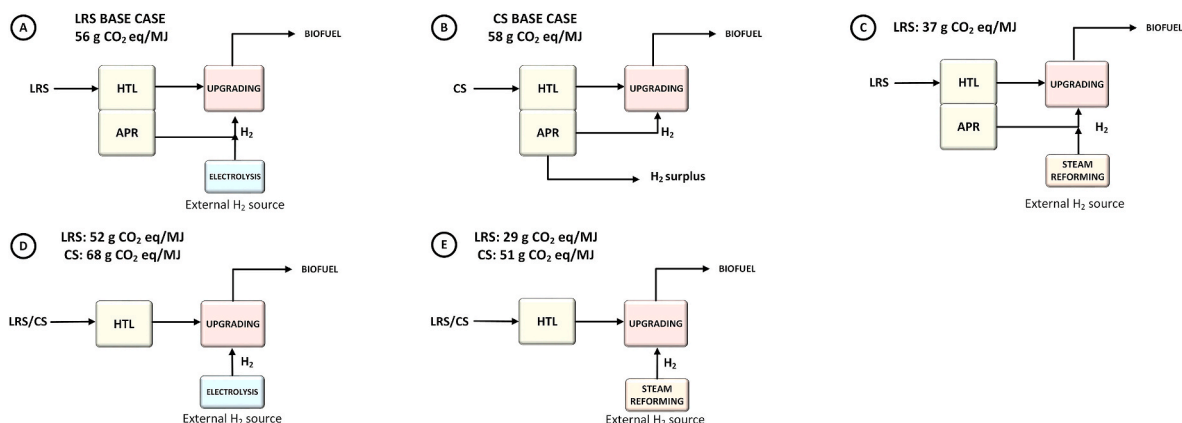 A
LRS BASE CASE
56 g CO₂ eq/MJ
BIOFUEL
LRS
HTL
UPGRADING
APR
H₂
ELECTROLYSIS
External H₂ source
B
CS BASE CASE
58 g CO₂ eq/MJ
BIOFUEL
CS
HTL
UPGRADING
APR
H₂
H₂ surplus
C
LRS: 37 g CO₂ eq/MJ
BIOFUEL
LRS
HTL
UPGRADING
APR
H₂
STEAM
REFORMING
External H₂ source
D
LRS: 52 g CO₂ eq/MJ
CS: 68 g CO₂ eq/MJ
BIOFUEL
LRS/CS
HTL
UPGRADING
H₂
ELECTROLYSIS
External H₂ source
E
LRS: 29 g CO₂ eq/MJ
CS: 51 g CO₂ eq/MJ
BIOFUEL
LRS/CS
HTL
UPGRADING
H₂
STEAM
REFORMING
External H₂ source